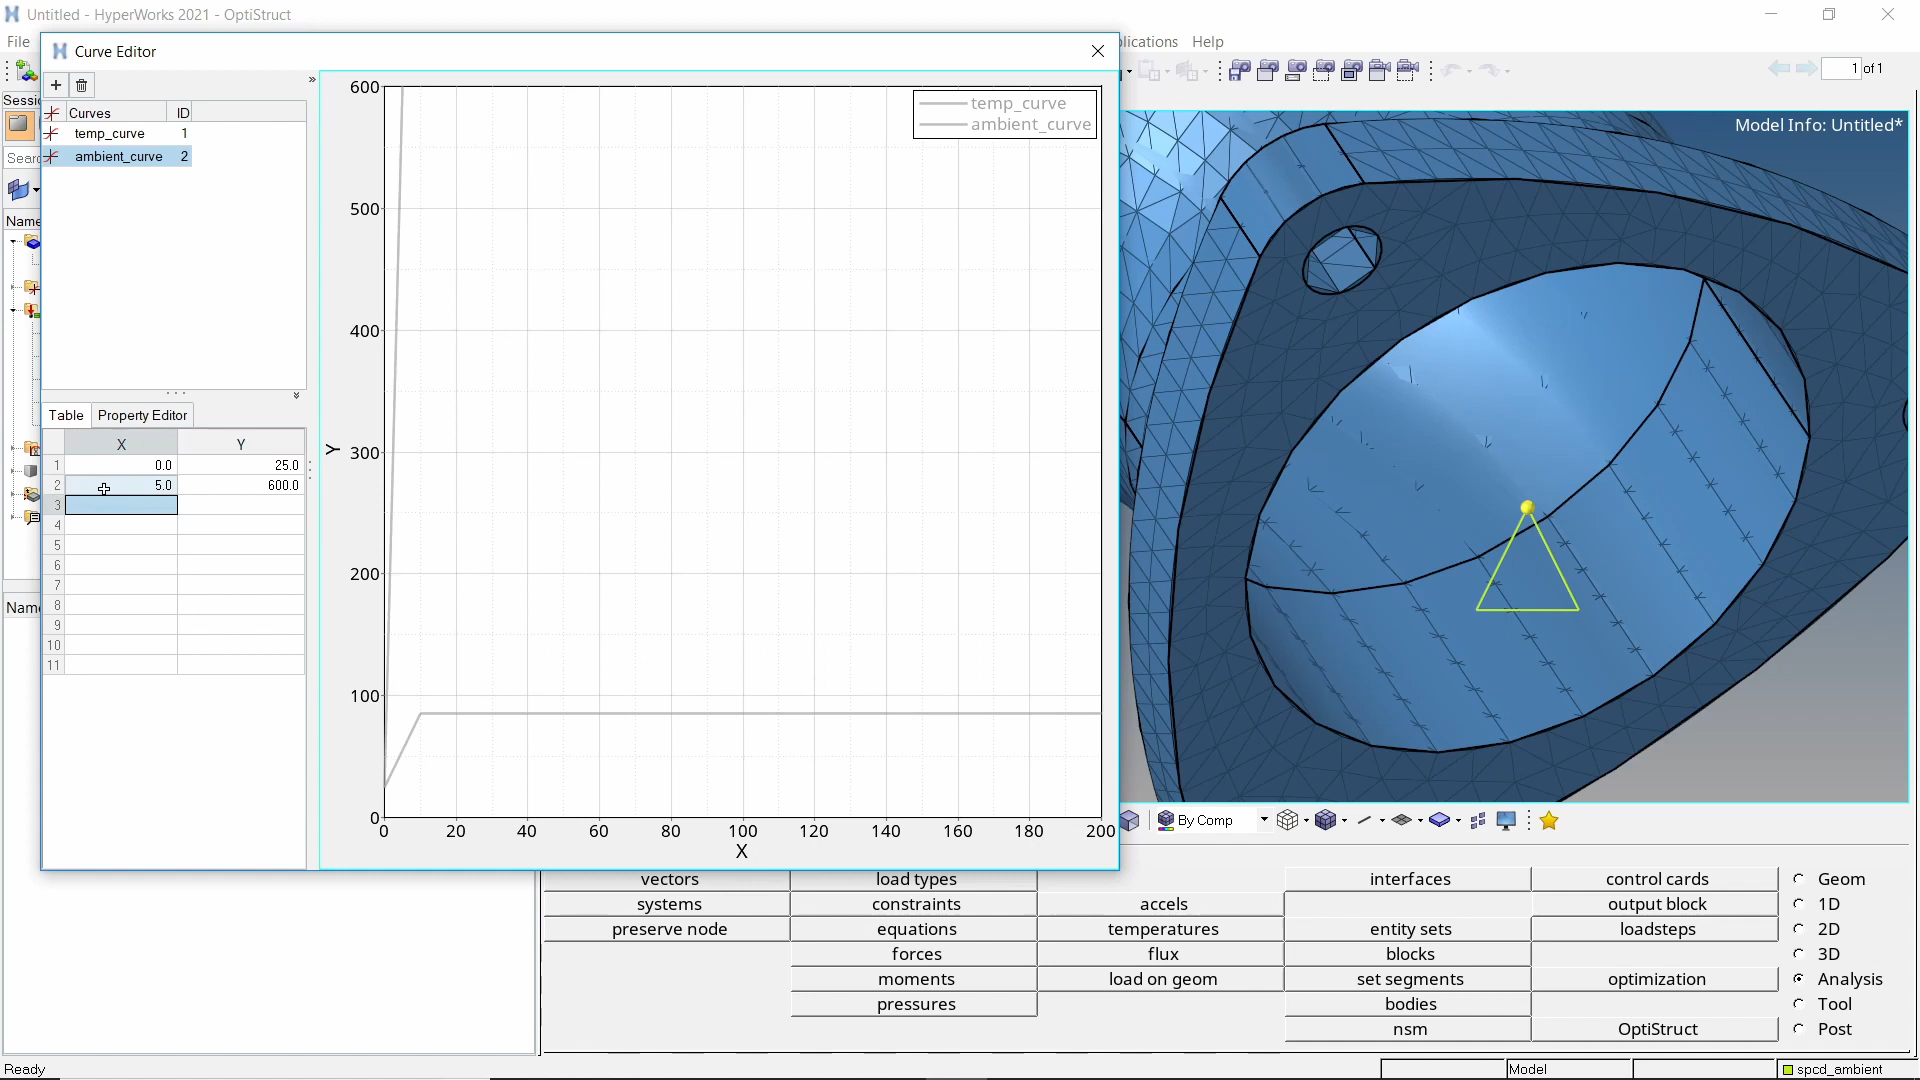 Untitled - HyperWorks 2021 - OptiStruct
File
Help
Curve Editor
1 of 1
Curves ID
temp_curve 1
ambient_curve 2
Table Property Editor
X Y
1 0.0 25.0
2 5.0 600.0
3
4
5
6
7
8
9
10
11
600
500
400
300
200
100
0
Y
0 20 40 60 80 100 120 140 160 180 200
X
temp_curve
ambient_curve
Model Info: Untitled*
By Comp
vectors load types interfaces control cards Geom
systems constraints accels output block 1D
preserve node equations temperatures entity sets loadsteps 2D
forces flux blocks 3D
moments load on geom set segments optimization Analysis
pressures bodies Tool
nsm OptiStruct Post
Ready Model spcd_ambient